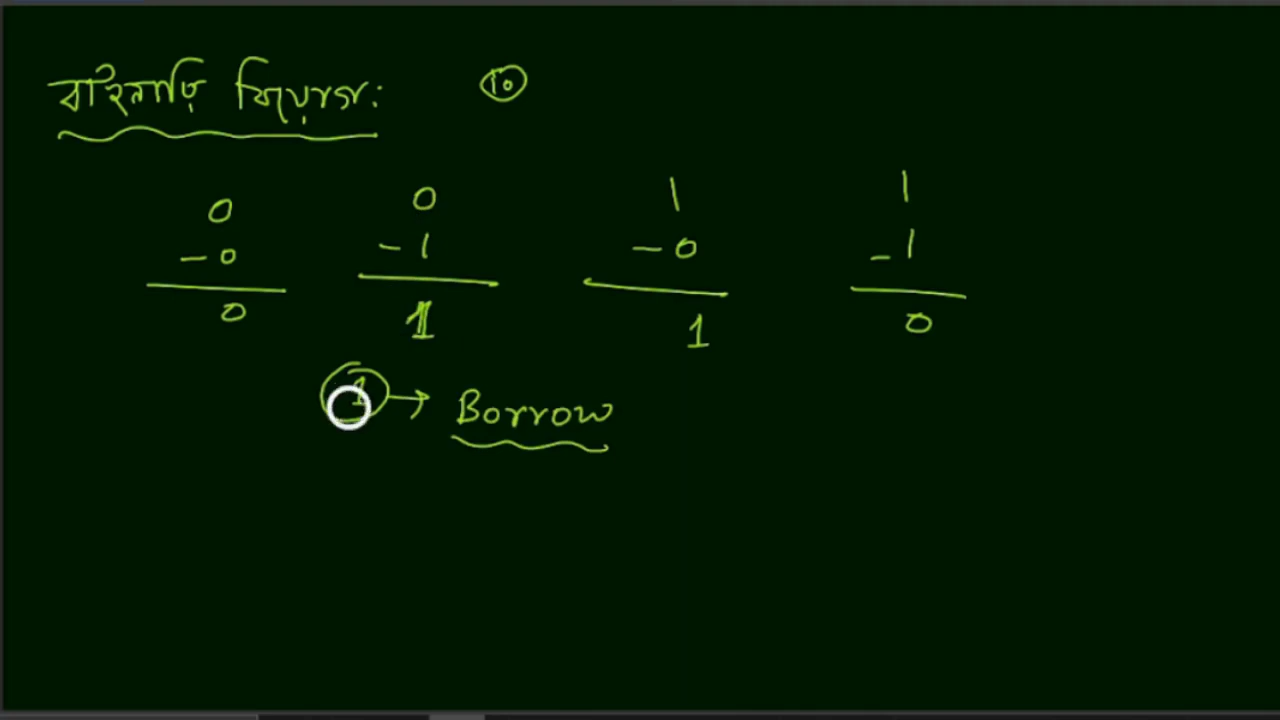 বাইনারি বিয়োগ: 10
0 0 1 1
- 0 - 1 - 0 - 1
0 1 1 0
1 → Borrow